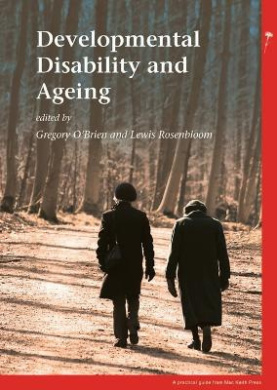 Developmental
Disability and
Ageing
edited by
Gregory O'Brien and Lewis Rosenbloom
A practical guide from Mac Keith Press